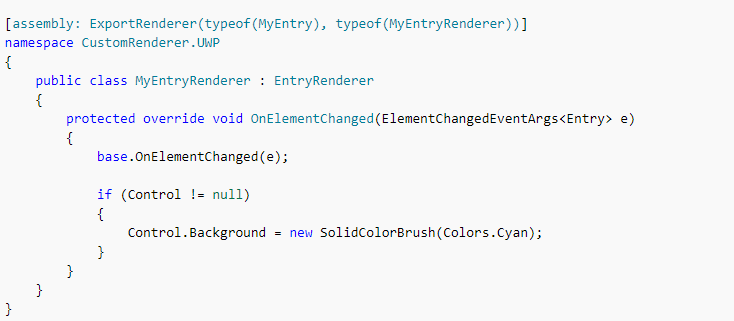 [assembly: ExportRenderer(typeof(MyEntry), typeof(MyEntryRenderer))]
namespace CustomRenderer.UWP
{
    public class MyEntryRenderer : EntryRenderer
    {
        protected override void OnElementChanged(ElementChangedEventArgs<Entry> e)
        {
            base.OnElementChanged(e);

            if (Control != null)
            {
                Control.Background = new SolidColorBrush(Colors.Cyan);
            }
        }
    }
}